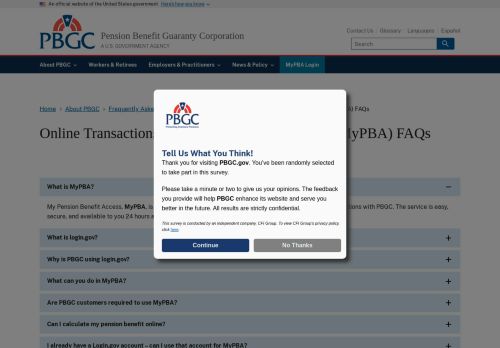 An official website of the United States government Here's how you know
PBGC
Pension Benefit Guaranty Corporation
A U.S. GOVERNMENT AGENCY
Contact Us Glossary Languages Español
Search
About PBGC Workers & Retirees Employers & Practitioners News & Policy MyPBA Login
Home > About PBGC > Frequently Aske A) FAQs
Online Transaction MyPBA) FAQs
PBGC
Protecting America's Pensions
Tell Us What You Think!
Thank you for visiting PBGC.gov. You've been randomly selected
to take part in this survey.
Please take a minute or two to give us your opinions. The feedback
you provide will help PBGC enhance its website and serve you
better in the future. All results are strictly confidential.
This survey is conducted by an independent company, CFI Group. To view CFI Group's privacy policy,
click here.
Continue No Thanks
What is MyPBA?
My Pension Benefit Access, MyPBA, is tions with PBGC. The service is easy,
secure, and available to you 24 hours a
What is login.gov?
Why is PBGC using login.gov?
What can you do in MyPBA?
Are PBGC customers required to use MyPBA?
Can I calculate my pension benefit online?
I already have a Login.gov account – can I use that account for MyPBA?